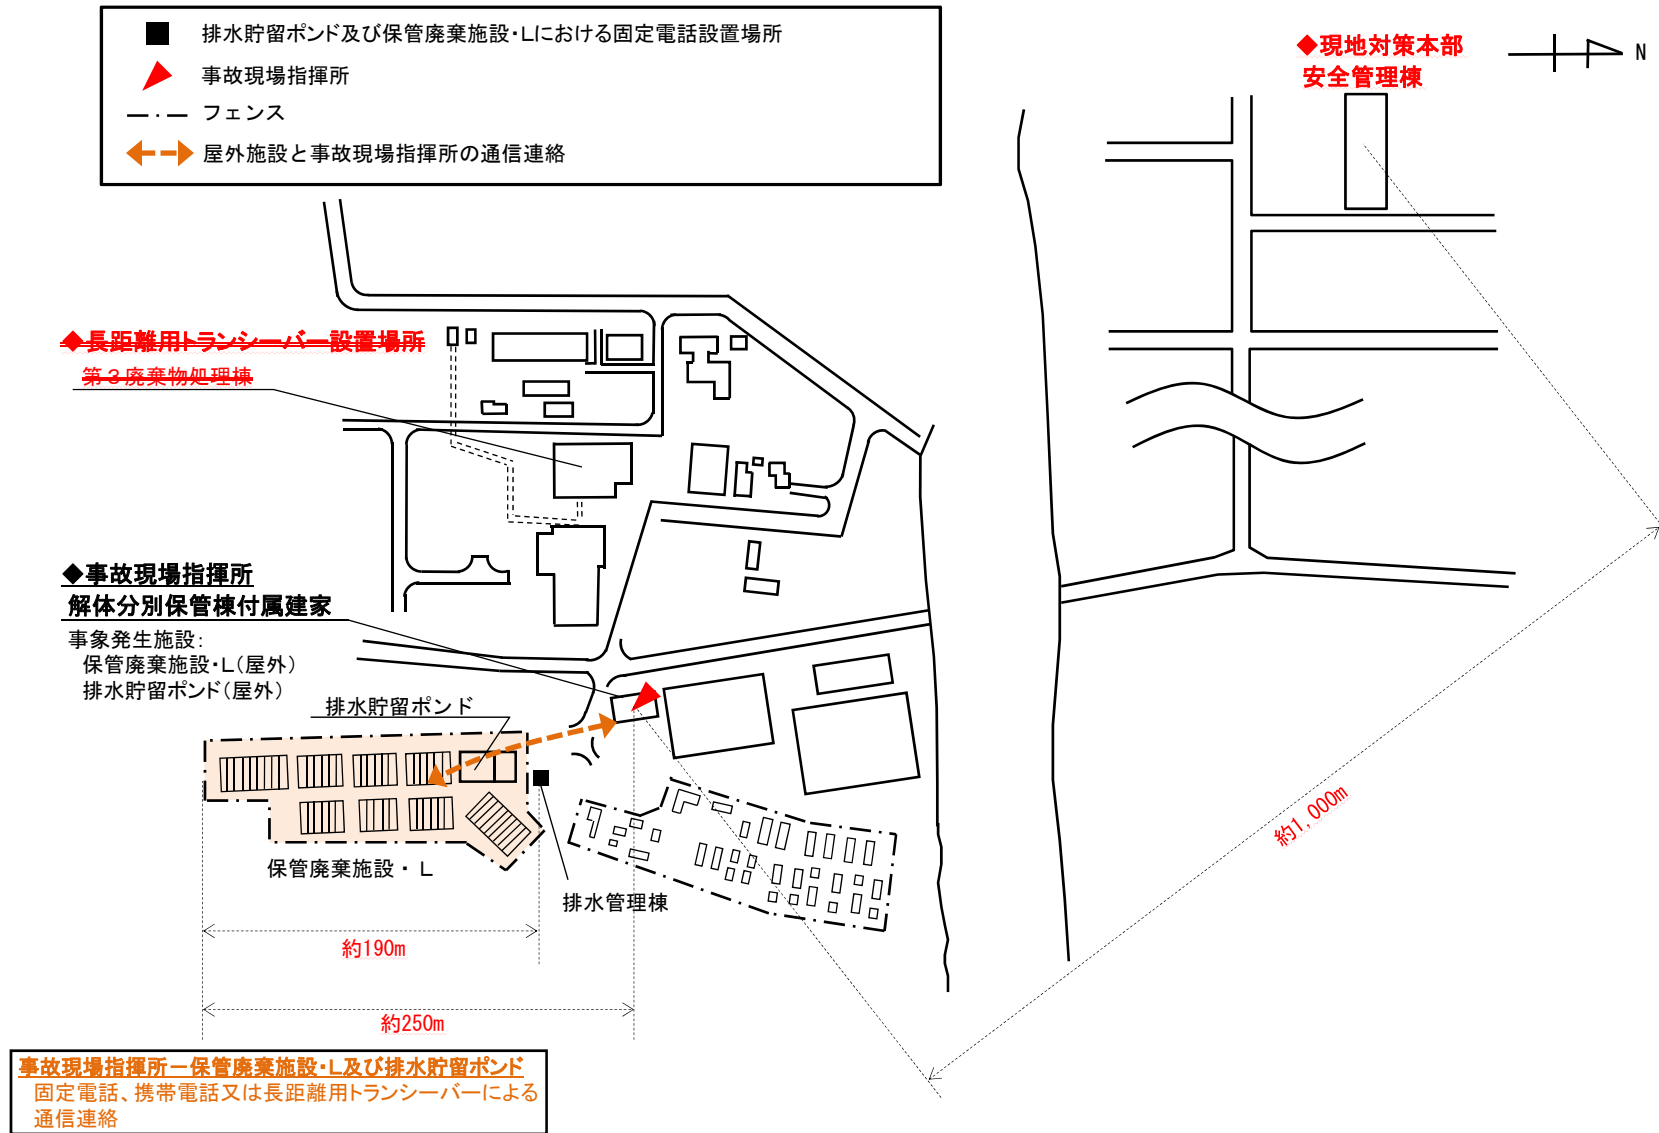 排水貯留ポンド及び保管廃棄施設・Lにおける固定電話設置場所
事故現場指揮所
フェンス
屋外施設と事故現場指揮所の通信連絡
◆現地対策本部
安全管理棟
N
◆長距離用トランシーバー設置場所
第3廃棄物処理棟
◆事故現場指揮所
解体分別保管棟付属建家
事象発生施設:
保管廃棄施設・L(屋外)
排水貯留ポンド(屋外)
排水貯留ポンド
保管廃棄施設・L
排水管理棟
約190m
約250m
約1,000m
事故現場指揮所-保管廃棄施設・L及び排水貯留ポンド
固定電話、携帯電話又は長距離用トランシーバーによる
通信連絡